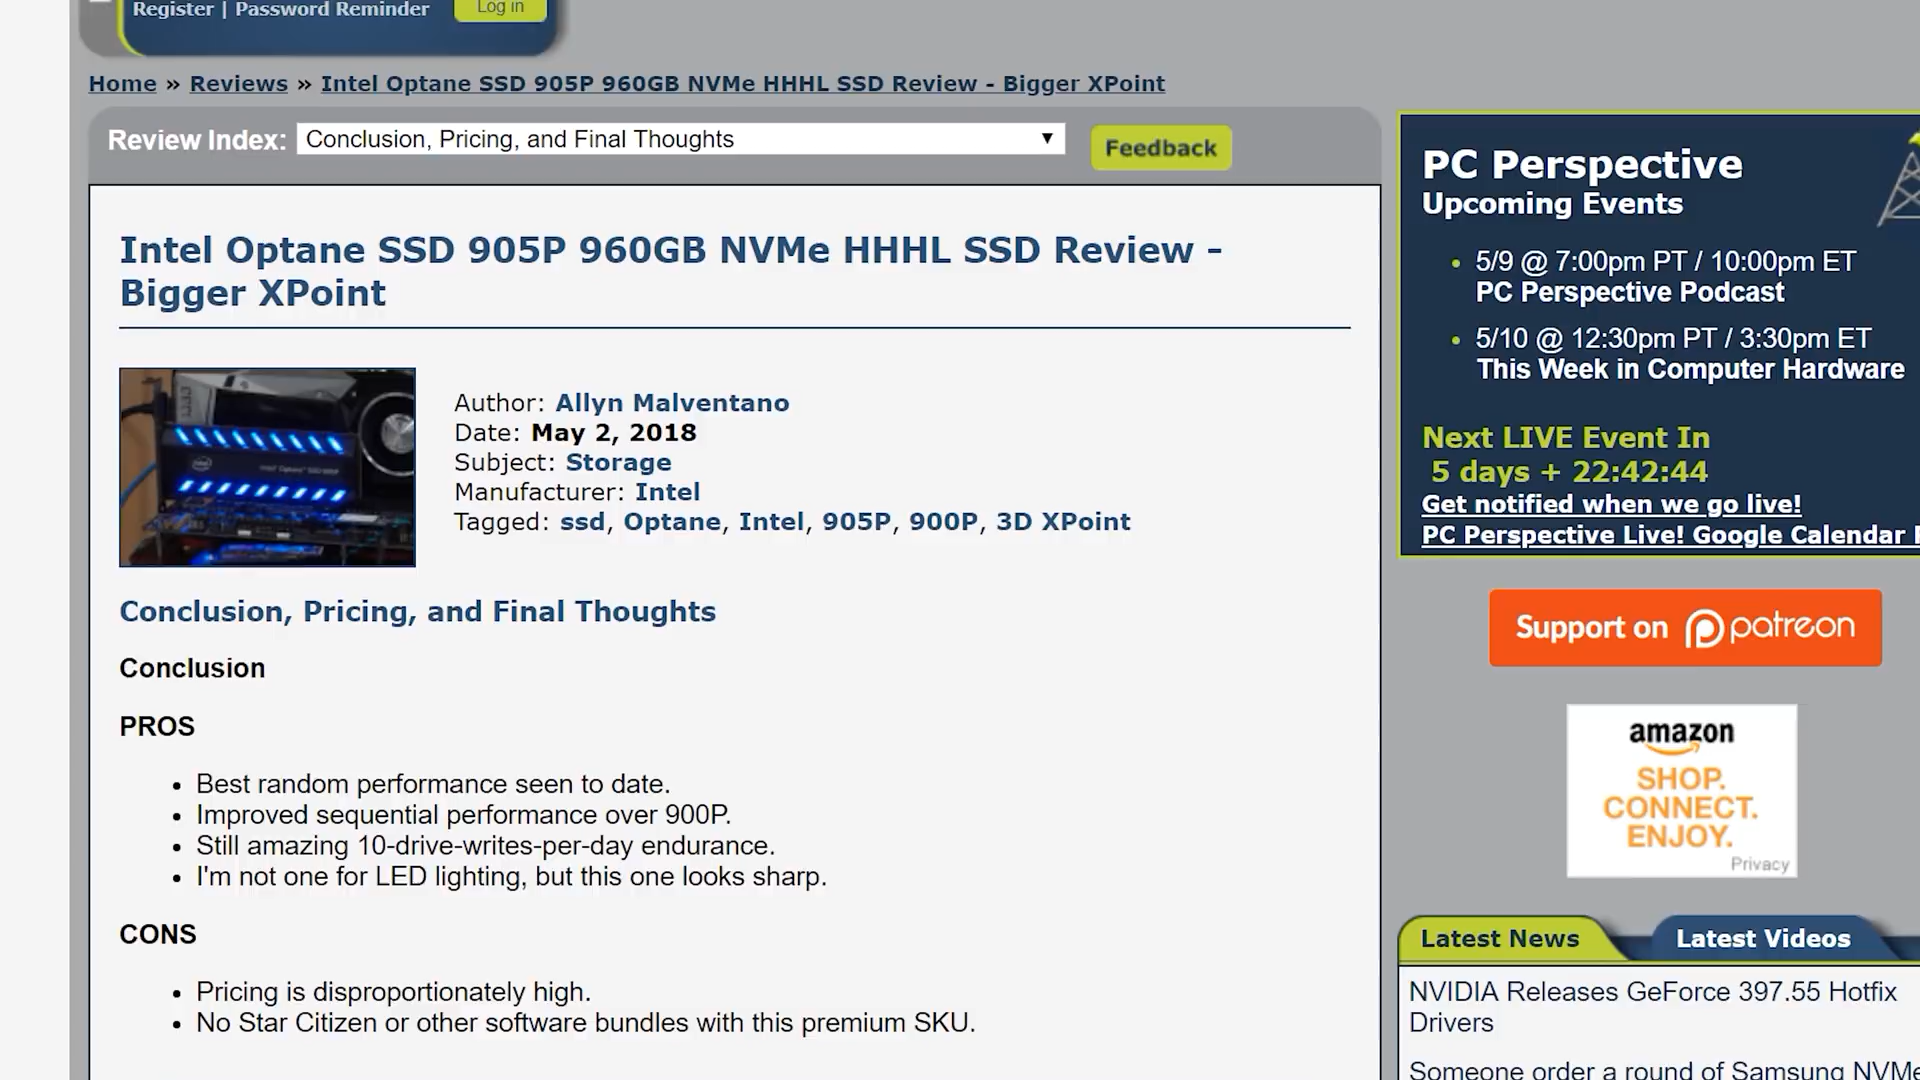 Register | Password Reminder
Log in
Home » Reviews » Intel Optane SSD 905P 960GB NVMe HHHL SSD Review - Bigger XPoint
Review Index:
Conclusion, Pricing, and Final Thoughts
Feedback
Intel Optane SSD 905P 960GB NVMe HHHL SSD Review -
Bigger XPoint
Author: Allyn Malventano
Date: May 2, 2018
Subject: Storage
Manufacturer: Intel
Tagged: ssd, Optane, Intel, 905P, 900P, 3D XPoint
Conclusion, Pricing, and Final Thoughts
Conclusion
PROS
Best random performance seen to date.
Improved sequential performance over 900P.
Still amazing 10-drive-writes-per-day endurance.
I'm not one for LED lighting, but this one looks sharp.
CONS
Pricing is disproportionately high.
No Star Citizen or other software bundles with this premium SKU.
PC Perspective
Upcoming Events
5/9 @ 7:00pm PT / 10:00pm ET
PC Perspective Podcast
5/10 @ 12:30pm PT / 3:30pm ET
This Week in Computer Hardware
Next LIVE Event In
5 days + 22:42:44
Get notified when we go live!
PC Perspective Live! Google Calendar
Support on patreon
amazon
SHOP.
CONNECT.
ENJOY.
Privacy
Latest News
Latest Videos
NVIDIA Releases GeForce 397.55 Hotfix
Drivers
Someone order a round of Samsung NVMe